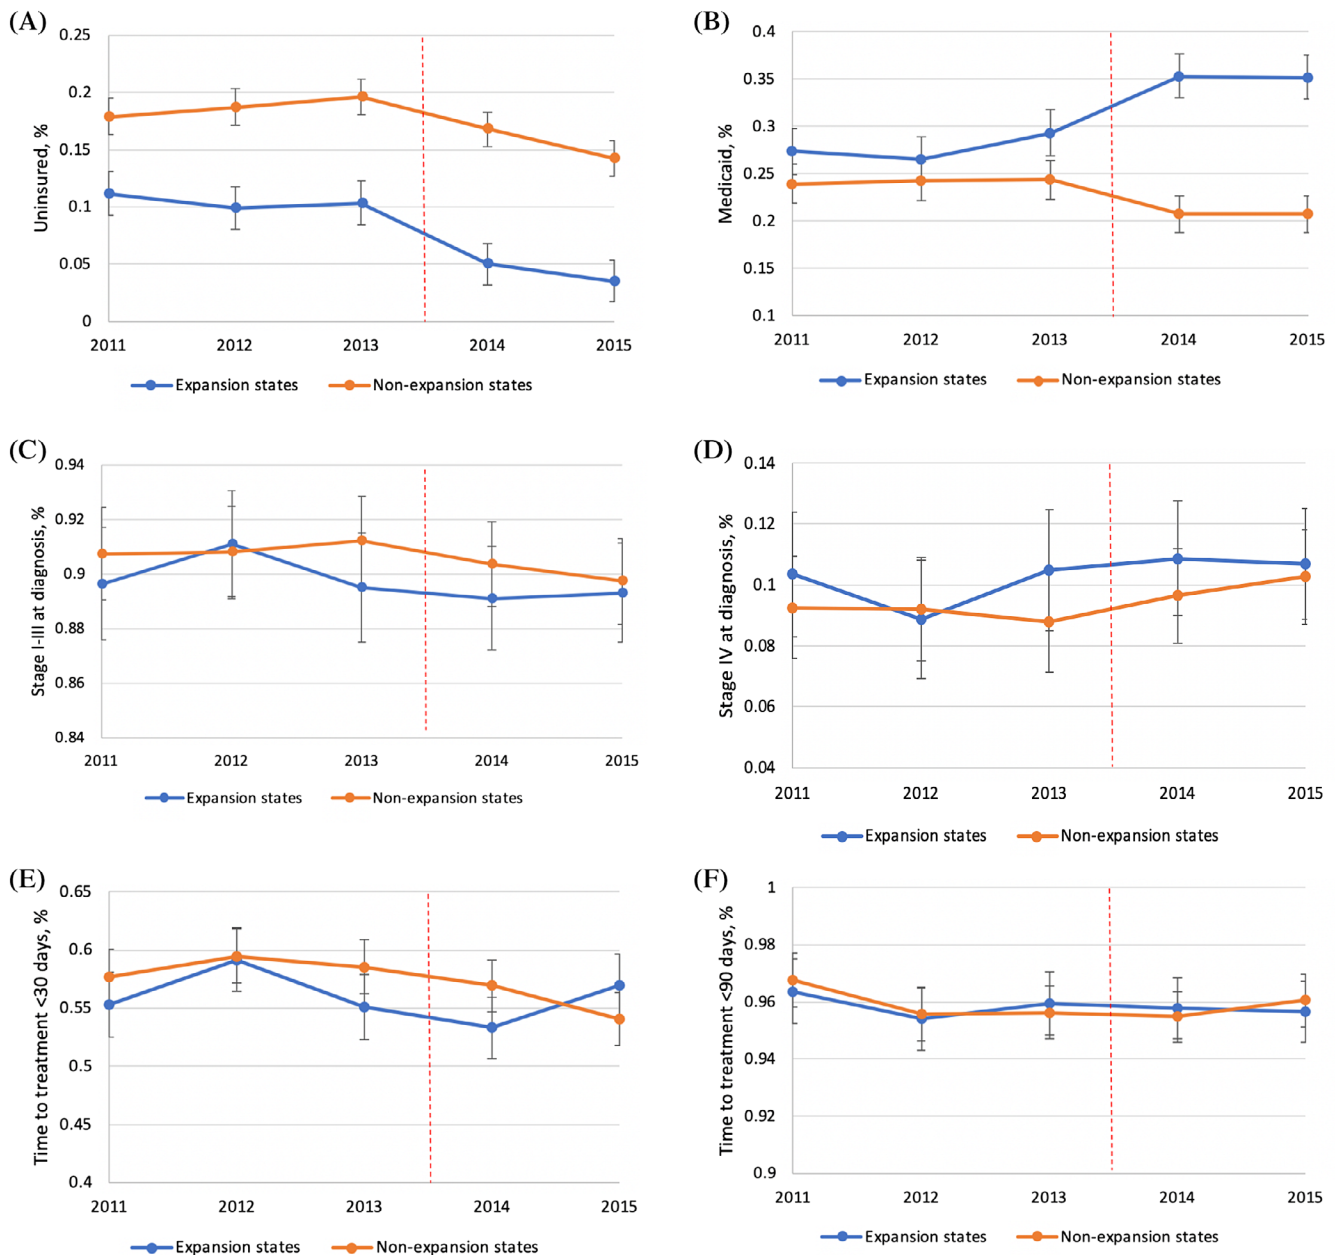 (A)
0.25
0.2
0.15
0.1
0.05
0
Uninsured, %
2011 2012 2013 2014 2015
Expansion states Non-expansion states
(B)
0.4
0.35
0.3
0.25
0.2
0.15
0.1
Medicaid, %
2011 2012 2013 2014 2015
Expansion states Non-expansion states
(C)
0.94
0.92
0.9
0.88
0.86
0.84
Stage I-III at diagnosis, %
2011 2012 2013 2014 2015
Expansion states Non-expansion states
(D)
0.14
0.12
0.1
0.08
0.06
0.04
Stage IV at diagnosis, %
2011 2012 2013 2014 2015
Expansion states Non-expansion states
(E)
0.65
0.6
0.55
0.5
0.45
0.4
Time to treatment <30 days, %
2011 2012 2013 2014 2015
Expansion states Non-expansion states
(F)
1
0.98
0.96
0.94
0.92
0.9
Time to treatment <90 days, %
2011 2012 2013 2014 2015
Expansion states Non-expansion states